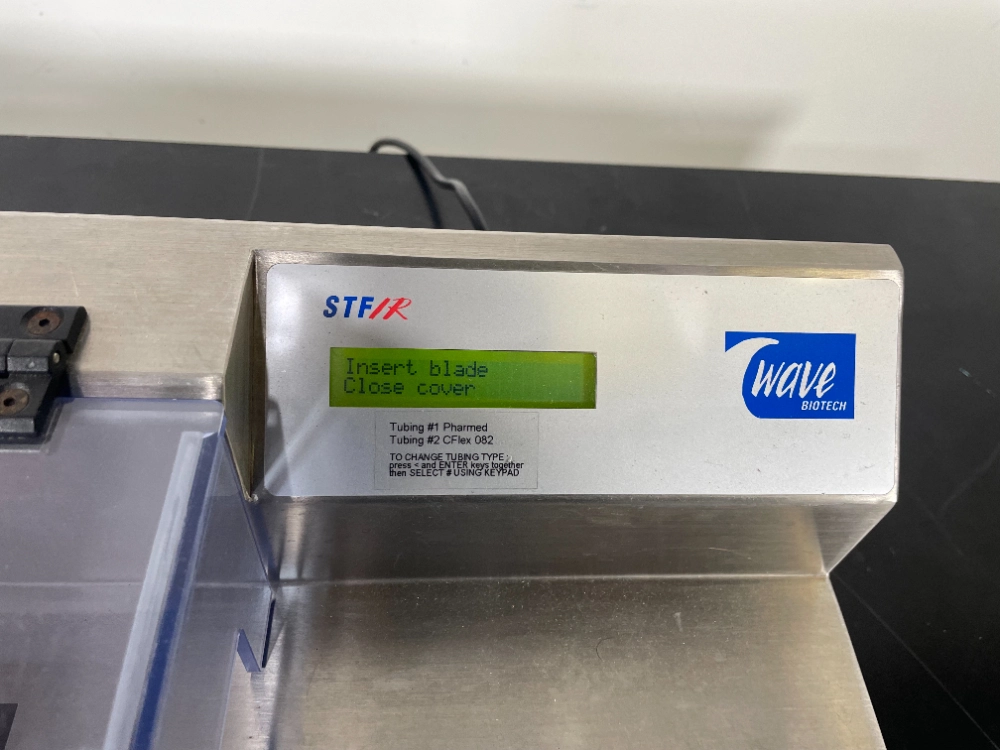 STF/IR
Insert blade
Close cover
Wave
BIOTECH
Tubing #1 Pharmed
Tubing #2 CFlex 082
TO CHANGE TUBING TYPE :
press < and ENTER keys together
then SELECT # USING KEYPAD